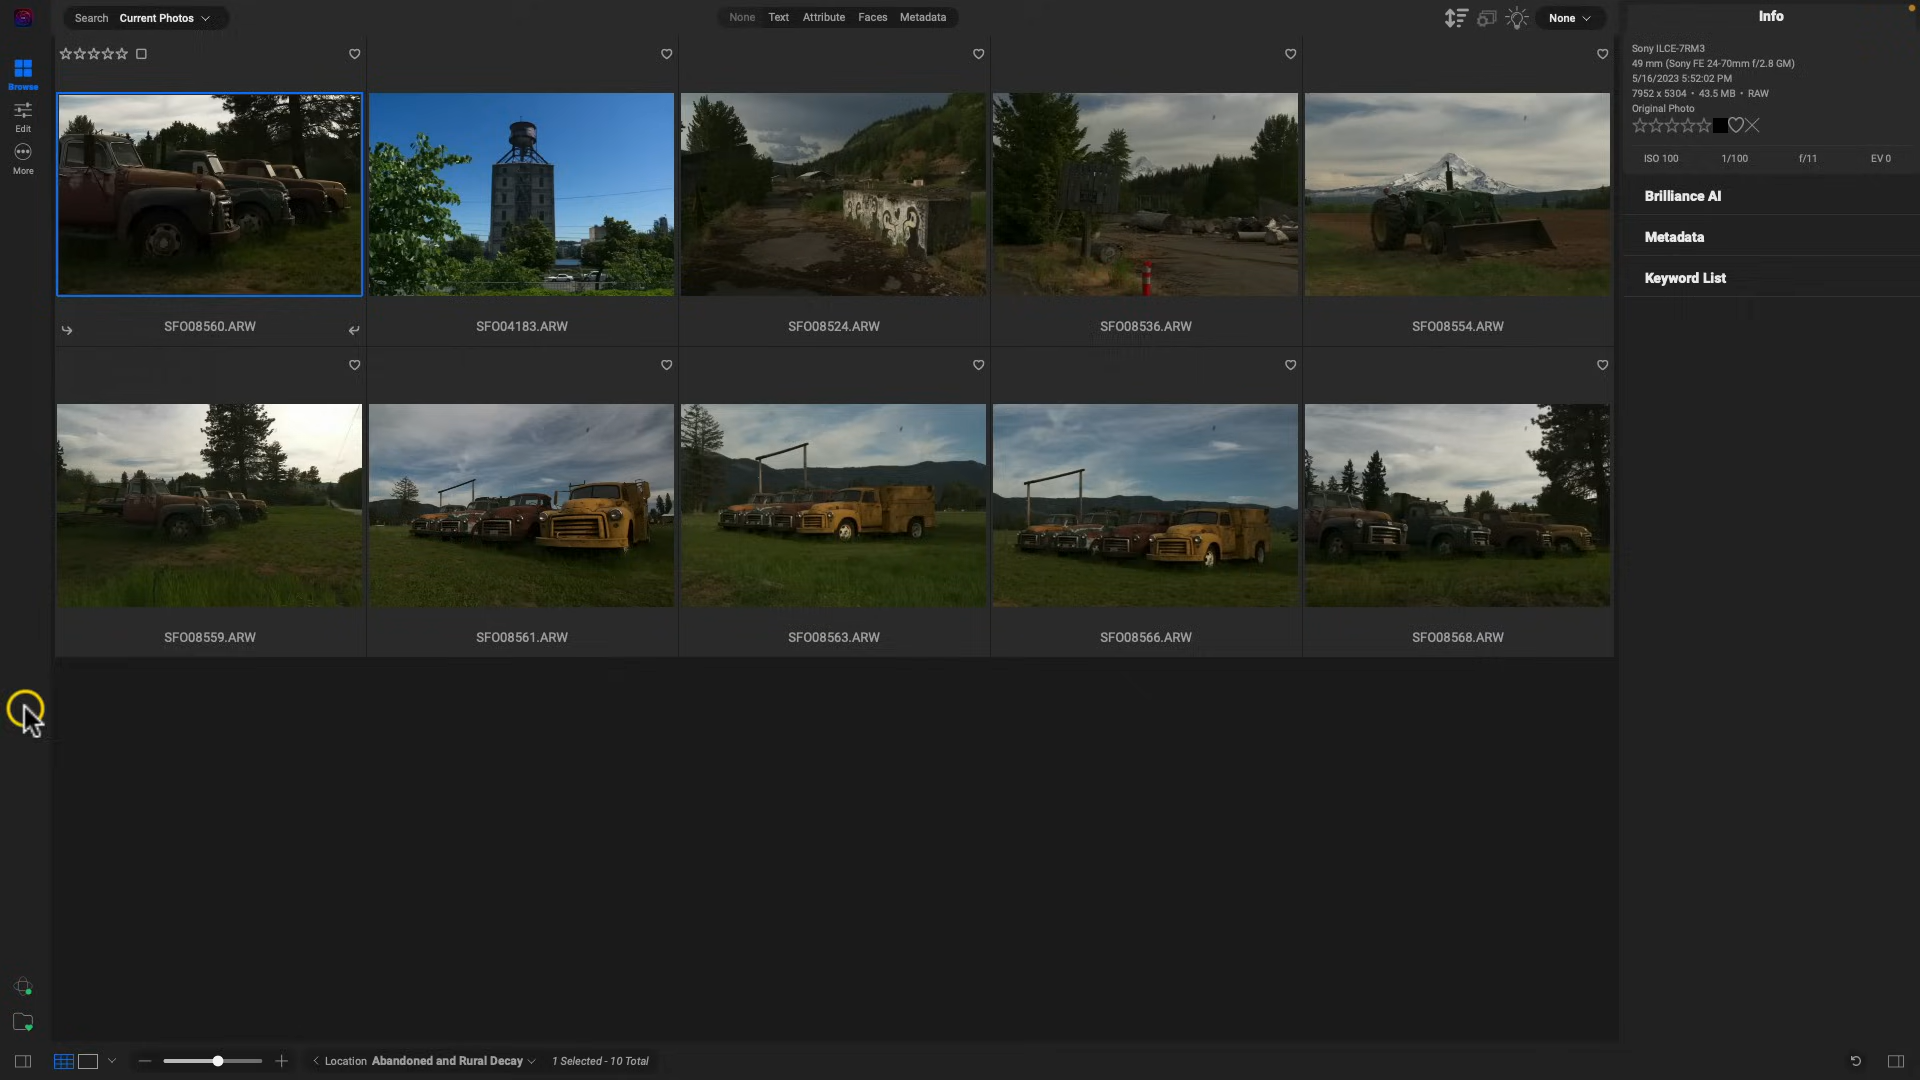 Search Current Photos
None Text Attribute Faces Metadata
None
Info
Browse
Edit
More
Sony ILCE-7RM3
49 mm (Sony FE 24-70mm f/2.8 GM)
5/16/2023 5:52:02 PM
7952 x 5304 • 43.5 MB • RAW
Original Photo
ISO 100 1/100 f/11 EV 0
Brilliance AI
Metadata
Keyword List
SFO08560.ARW SFO04183.ARW SFO08524.ARW SFO08536.ARW SFO08554.ARW
SFO08559.ARW SFO08561.ARW SFO08563.ARW SFO08566.ARW SFO08568.ARW
Location Abandoned and Rural Decay 1 Selected - 10 Total